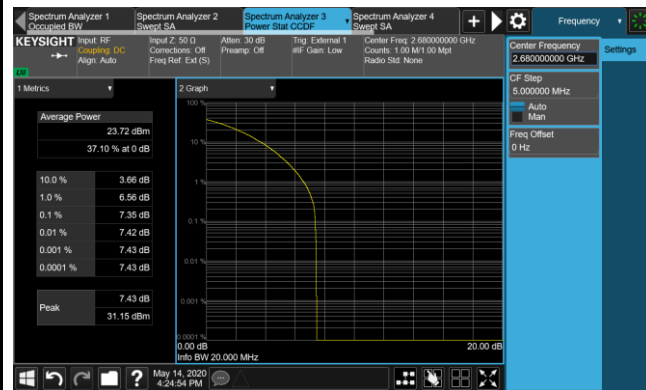 Spectrum Analyzer 1
Occupied BW
Spectrum Analyzer 2
Swept SA
Spectrum Analyzer 3
Power Stat CCDF
Spectrum Analyzer 4
Swept SA
Frequency
KEYSIGHT
Input: RF
Coupling: DC
Align: Auto
Input Z: 50 Ω
Corrections: Off
Freq Ref: Ext (S)
Atten: 30 dB
Preamp: Off
Trig: External 1
#IF Gain: Low
Center Freq: 2.680000000 GHz
Counts: 1.00 M/1.00 Mpt
Radio Std: None
Center Frequency
2.680000000 GHz
Settings
CF Step
5.000000 MHz
Auto
Man
Freq Offset
0 Hz
1 Metrics
2 Graph
Average Power
23.72 dBm
37.10 % at 0 dB
10.0 % 3.66 dB
1.0 % 6.56 dB
0.1 % 7.35 dB
0.01 % 7.42 dB
0.001 % 7.43 dB
0.0001 % 7.43 dB
Peak
7.43 dB
31.15 dBm
100 %
10 %
1 %
0.1 %
0.01 %
0.001 %
0.0001 %
0.00 dB
20.00 dB
Info BW 20.000 MHz
?
May 14, 2020
4:24:54 PM